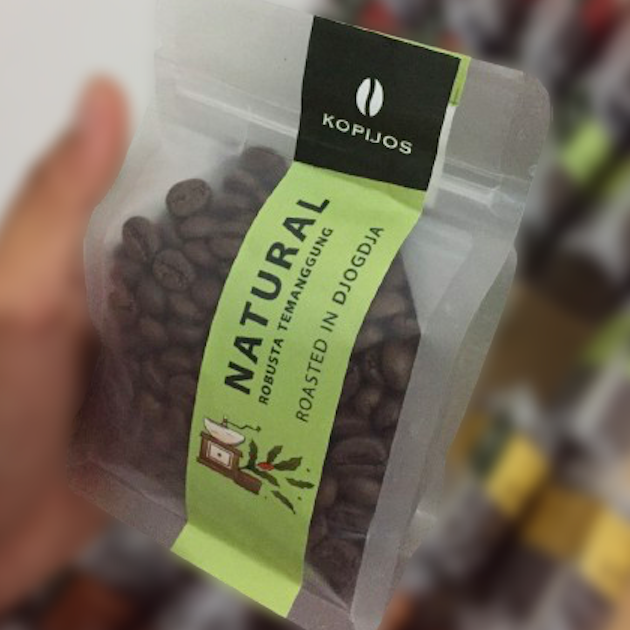 KOPIJOS
NATURAL
ROBUSTA TEMANGGUNG
ROASTED IN DJOGDJA